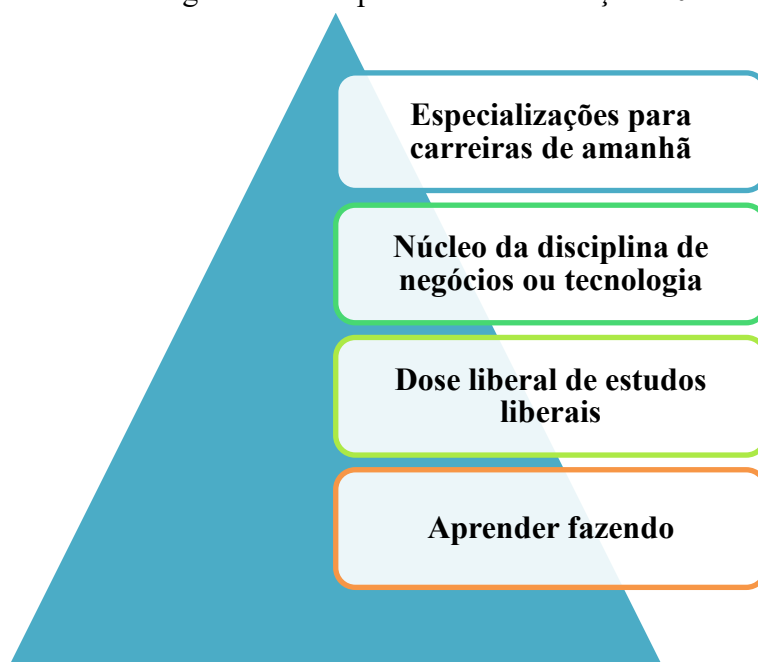 Especializações para
carreiras de amanhã
Núcleo da disciplina de
negócios ou tecnologia
Dose liberal de estudos
liberais
Aprender fazendo